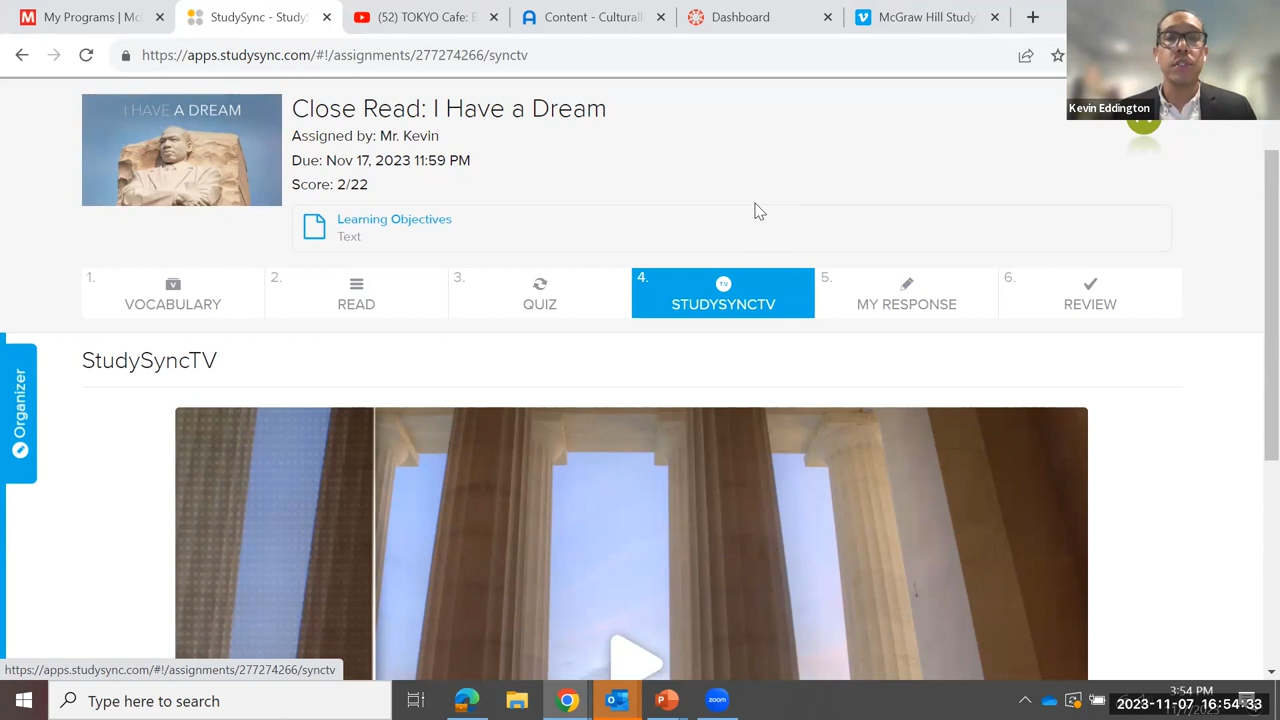 My Programs | Mc
StudySync - Study
(52) TOKYO Cafe:
Content - Cultural
Dashboard
McGraw Hill Study
https://apps.studysync.com/#!/assignments/277274266/synctv
Kevin Eddington
I HAVE A DREAM
Close Read: I Have a Dream
Assigned by: Mr. Kevin
Due: Nov 17, 2023 11:59 PM
Score: 2/22
Learning Objectives
Text
1. VOCABULARY
2. READ
3. QUIZ
4. TV STUDYSYNCTV
5. MY RESPONSE
6. REVIEW
Organizer
StudySyncTV
https://apps.studysync.com/#!/assignments/277274266/synctv
Type here to search
zoom
3:54 PM
2023-11-07 16:54:33